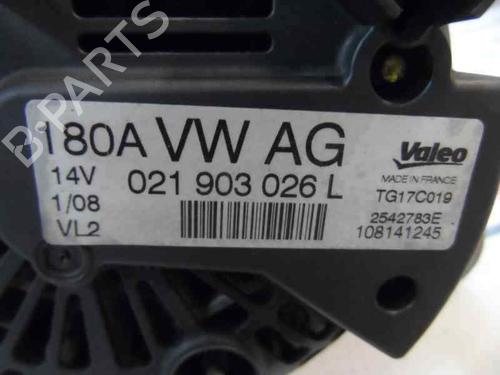 B-PARTS
180A VW AG
14V 021 903 026 L
1/08
VL2
Valeo
MADE IN FRANCE
TG17C019
2542783E
108141245